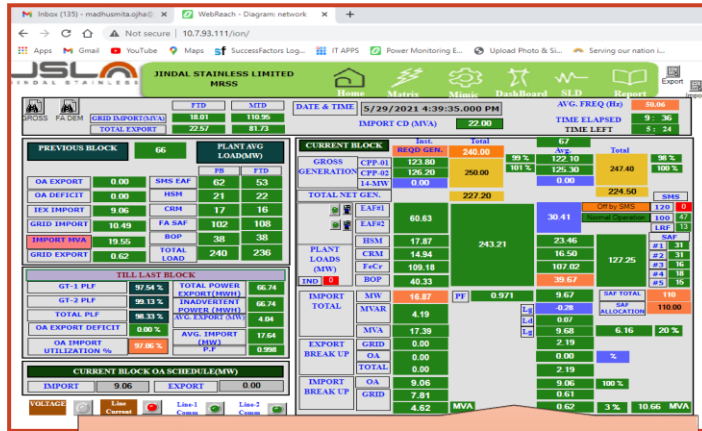 Inbox (135) - madhusmita.ojha@ × WebReach - Diagram: network × +
Not secure | 10.7.93.111/ion/
Apps Gmail YouTube Maps SuccessFactors Log... IT APPS Power Monitoring E... Upload Photo & Si... Serving our nation i...
JSL
JINDAL STAINLESS
JINDAL STAINLESS LIMITED
MRSS
Home Matrix Mimic DashBoard SLD Report
Export
GROSS FA DEM
FTD MTD
GRID IMPORT(MVA) 18.01 110.95
TOTAL EXPORT 22.57 81.73
DATE & TIME 5/29/2021 4:39:35.000 PM
IMPORT CD (MVA) 22.00
AVG. FREQ (Hz) 50.06
TIME ELAPSED 9 : 36
TIME LEFT 5 : 24
PREVIOUS BLOCK 66 PLANT AVG LOAD(MW)
PB FTD
OA EXPORT 0.00 SMS EAF 62 53
OA DEFICIT 0.00 HSM 21 22
IEX IMPORT 9.06 CRM 17 16
GRID IMPORT 10.49 FA SAF 102 108
IMPORT MVA 19.55 BOP 38 38
GRID EXPORT 0.62 TOTAL LOAD 240 236
TILL LAST BLOCK
GT-1 PLF 97.54 % TOTAL POWER EXPORT(MWH) 66.74
GT-2 PLF 99.13 % INADVERTENT POWER (MWH) 66.74
TOTAL PLF 98.33 % AVG. EXPORT (MW) 4.04
OA EXPORT DEFICIT 0.00 %
AVG. IMPORT (MW) 17.64
OA IMPORT UTILIZATION % 97.06 % P.F 0.998
CURRENT BLOCK OA SCHEDULE(MW)
IMPORT 9.06 EXPORT 0.00
VOLTAGE Line Current Line-1 Comm Line-2 Comm
CURRENT BLOCK Inst. Total 67
REQD GEN. 240.00 Avg. Total
GROSS GENERATION CPP-01 123.80 250.00 99 % 122.10 247.40 98 %
CPP-02 126.20 101 % 125.30 100 %
14-MW 0.00 0.00
TOTAL NET GEN. 227.20 224.50 SMS
Off by SMS 120 0
Normal Operation 100 47
LRF 13
PLANT LOADS (MW) EAF#1 60.63 243.21 30.41 127.25
EAF#2
SAF
HSM 17.87 23.46 #1 31
CRM 14.94 16.50 #2 31
FeCr 109.18 107.02 #3 16
#4 18
IND 0 BOP 40.33 39.67 #5 15
IMPORT TOTAL MW 16.87 PF 0.971 9.67 SAF TOTAL 110
MVAR 4.19 Lg -0.28 SAF ALLOCATION 110.00
Ld 0.07
MVA 17.39 Lg 9.68 6.16 20 %
EXPORT BREAK UP GRID 0.00 2.19
OA 0.00 0.00 %
TOTAL 0.00 2.19
IMPORT BREAK UP OA 9.06 9.06 100 %
GRID 7.81 0.61
4.62 MVA 0.62 3 % 10.66 MVA